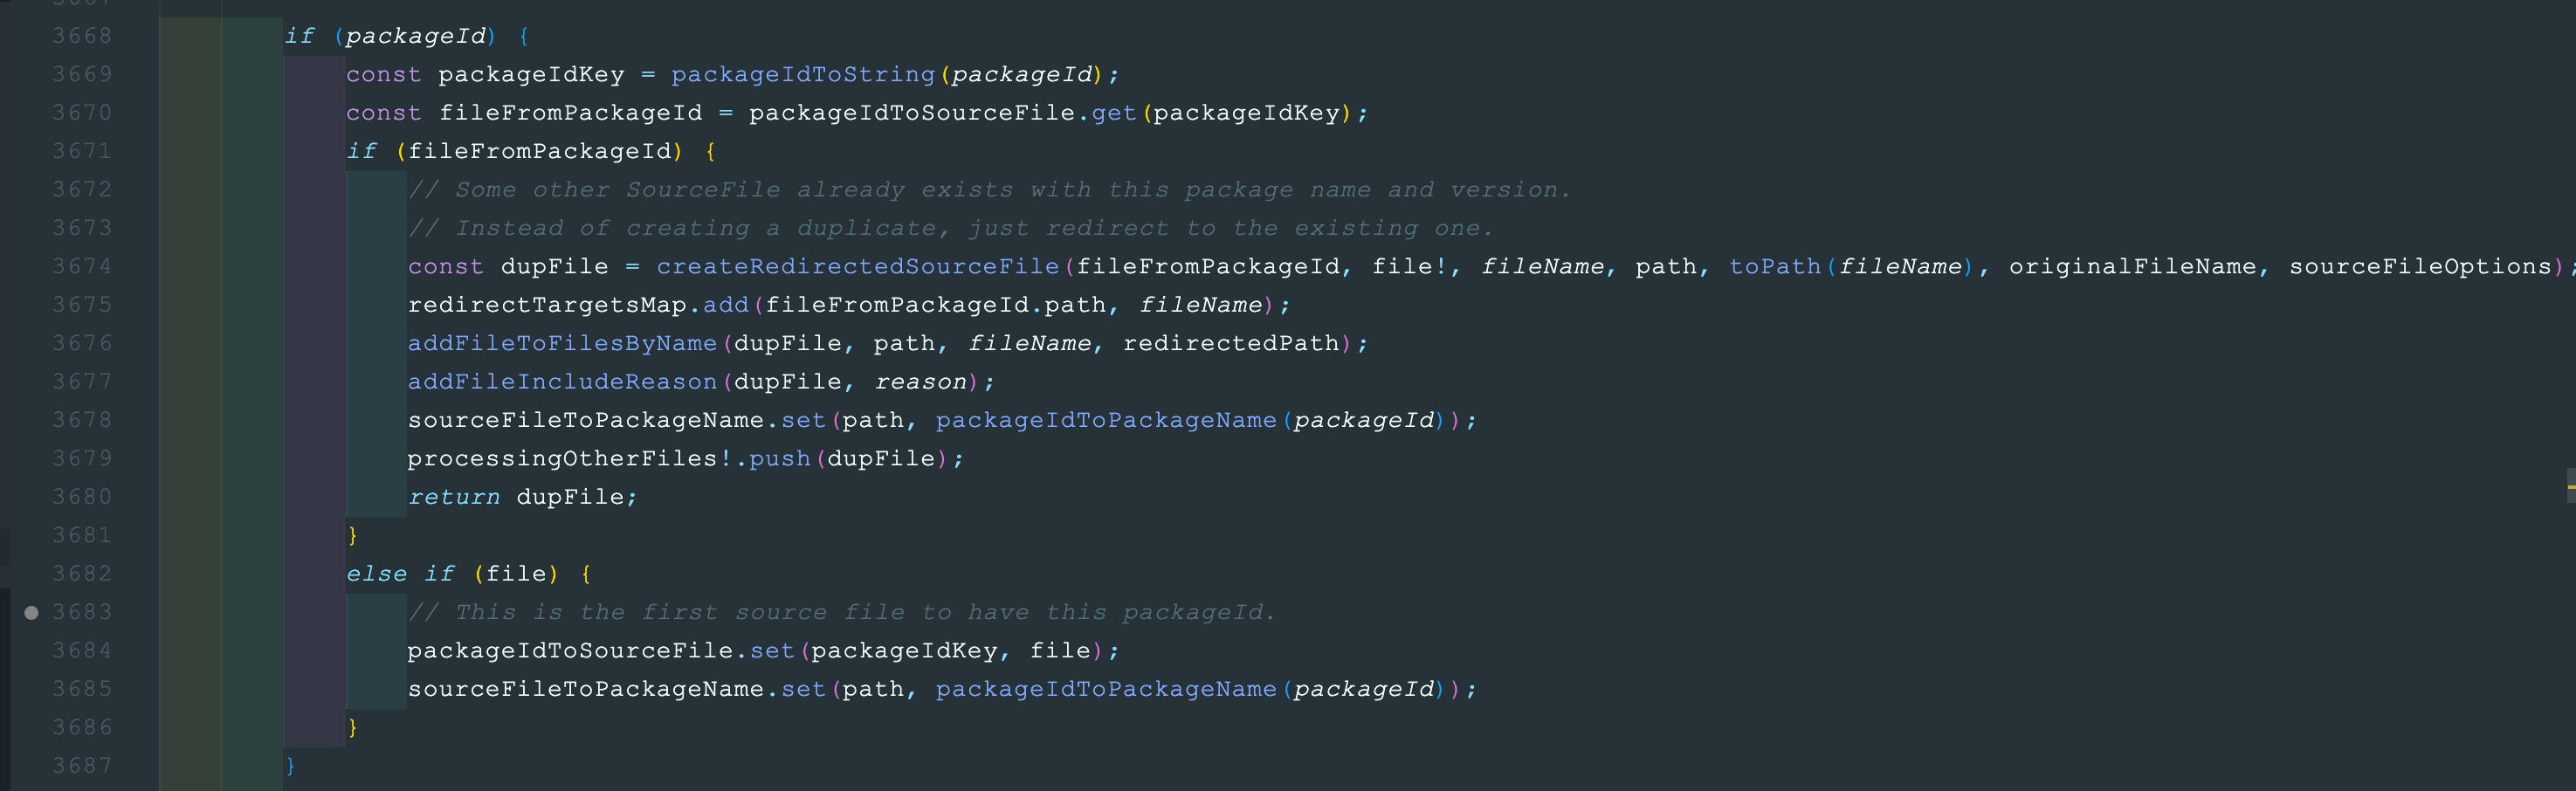 3668 if (packageId) {
3669 const packageIdKey = packageIdToString(packageId);
3670 const fileFromPackageId = packageIdToSourceFile.get(packageIdKey);
3671 if (fileFromPackageId) {
3672 // Some other SourceFile already exists with this package name and version.
3673 // Instead of creating a duplicate, just redirect to the existing one.
3674 const dupFile = createRedirectedSourceFile(fileFromPackageId, file!, fileName, path, toPath(fileName), originalFileName, sourceFileOptions);
3675 redirectTargetsMap.add(fileFromPackageId.path, fileName);
3676 addFileToFilesByName(dupFile, path, fileName, redirectedPath);
3677 addFileIncludeReason(dupFile, reason);
3678 sourceFileToPackageName.set(path, packageIdToPackageName(packageId));
3679 processingOtherFiles!.push(dupFile);
3680 return dupFile;
3681 }
3682 else if (file) {
3683 // This is the first source file to have this packageId.
3684 packageIdToSourceFile.set(packageIdKey, file);
3685 sourceFileToPackageName.set(path, packageIdToPackageName(packageId));
3686 }
3687 }